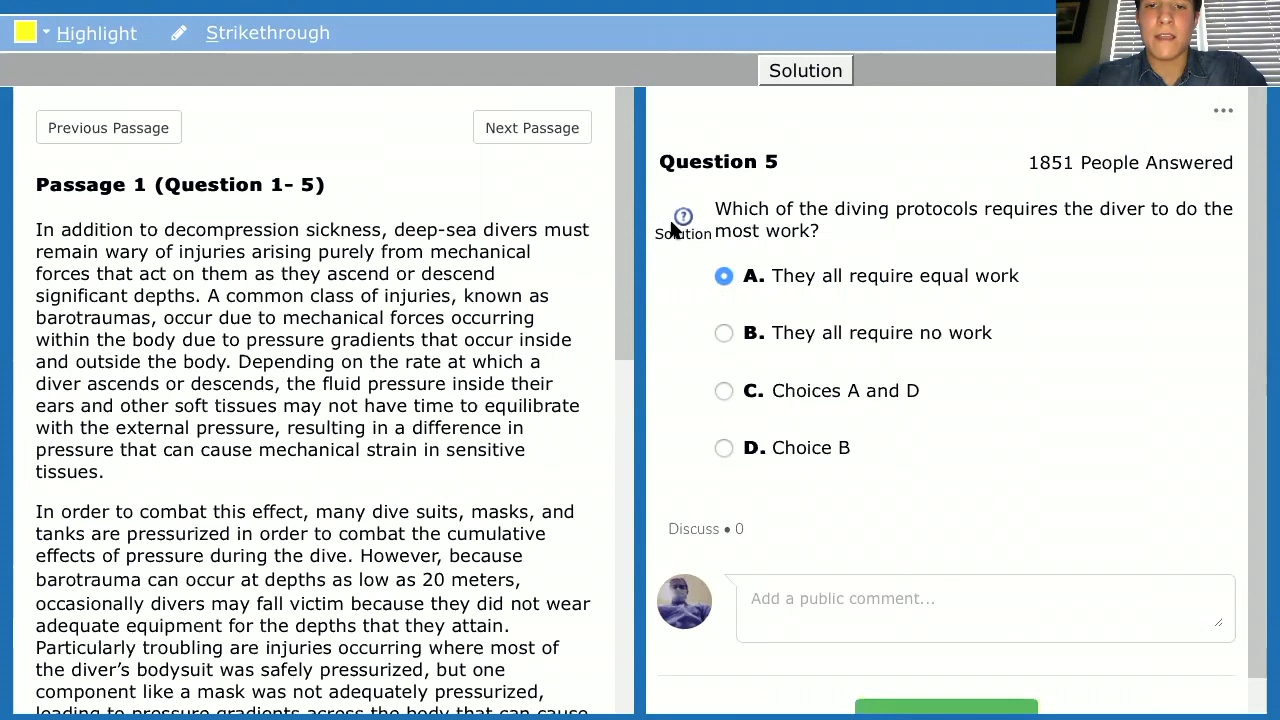 Highlight
Strikethrough
Solution
Previous Passage
Next Passage
Passage 1 (Question 1- 5)
In addition to decompression sickness, deep-sea divers must
remain wary of injuries arising purely from mechanical
forces that act on them as they ascend or descend
significant depths. A common class of injuries, known as
barotraumas, occur due to mechanical forces occurring
within the body due to pressure gradients that occur inside
and outside the body. Depending on the rate at which a
diver ascends or descends, the fluid pressure inside their
ears and other soft tissues may not have time to equilibrate
with the external pressure, resulting in a difference in
pressure that can cause mechanical strain in sensitive
tissues.
In order to combat this effect, many dive suits, masks, and
tanks are pressurized in order to combat the cumulative
effects of pressure during the dive. However, because
barotrauma can occur at depths as low as 20 meters,
occasionally divers may fall victim because they did not wear
adequate equipment for the depths that they attain.
Particularly troubling are injuries occurring where most of
the diver’s bodysuit was safely pressurized, but one
component like a mask was not adequately pressurized,
leading to pressure gradients across the body that can cause
Question 5
1851 People Answered
?
Solution
Which of the diving protocols requires the diver to do the
most work?
A. They all require equal work
B. They all require no work
C. Choices A and D
D. Choice B
Discuss • 0
Add a public comment...